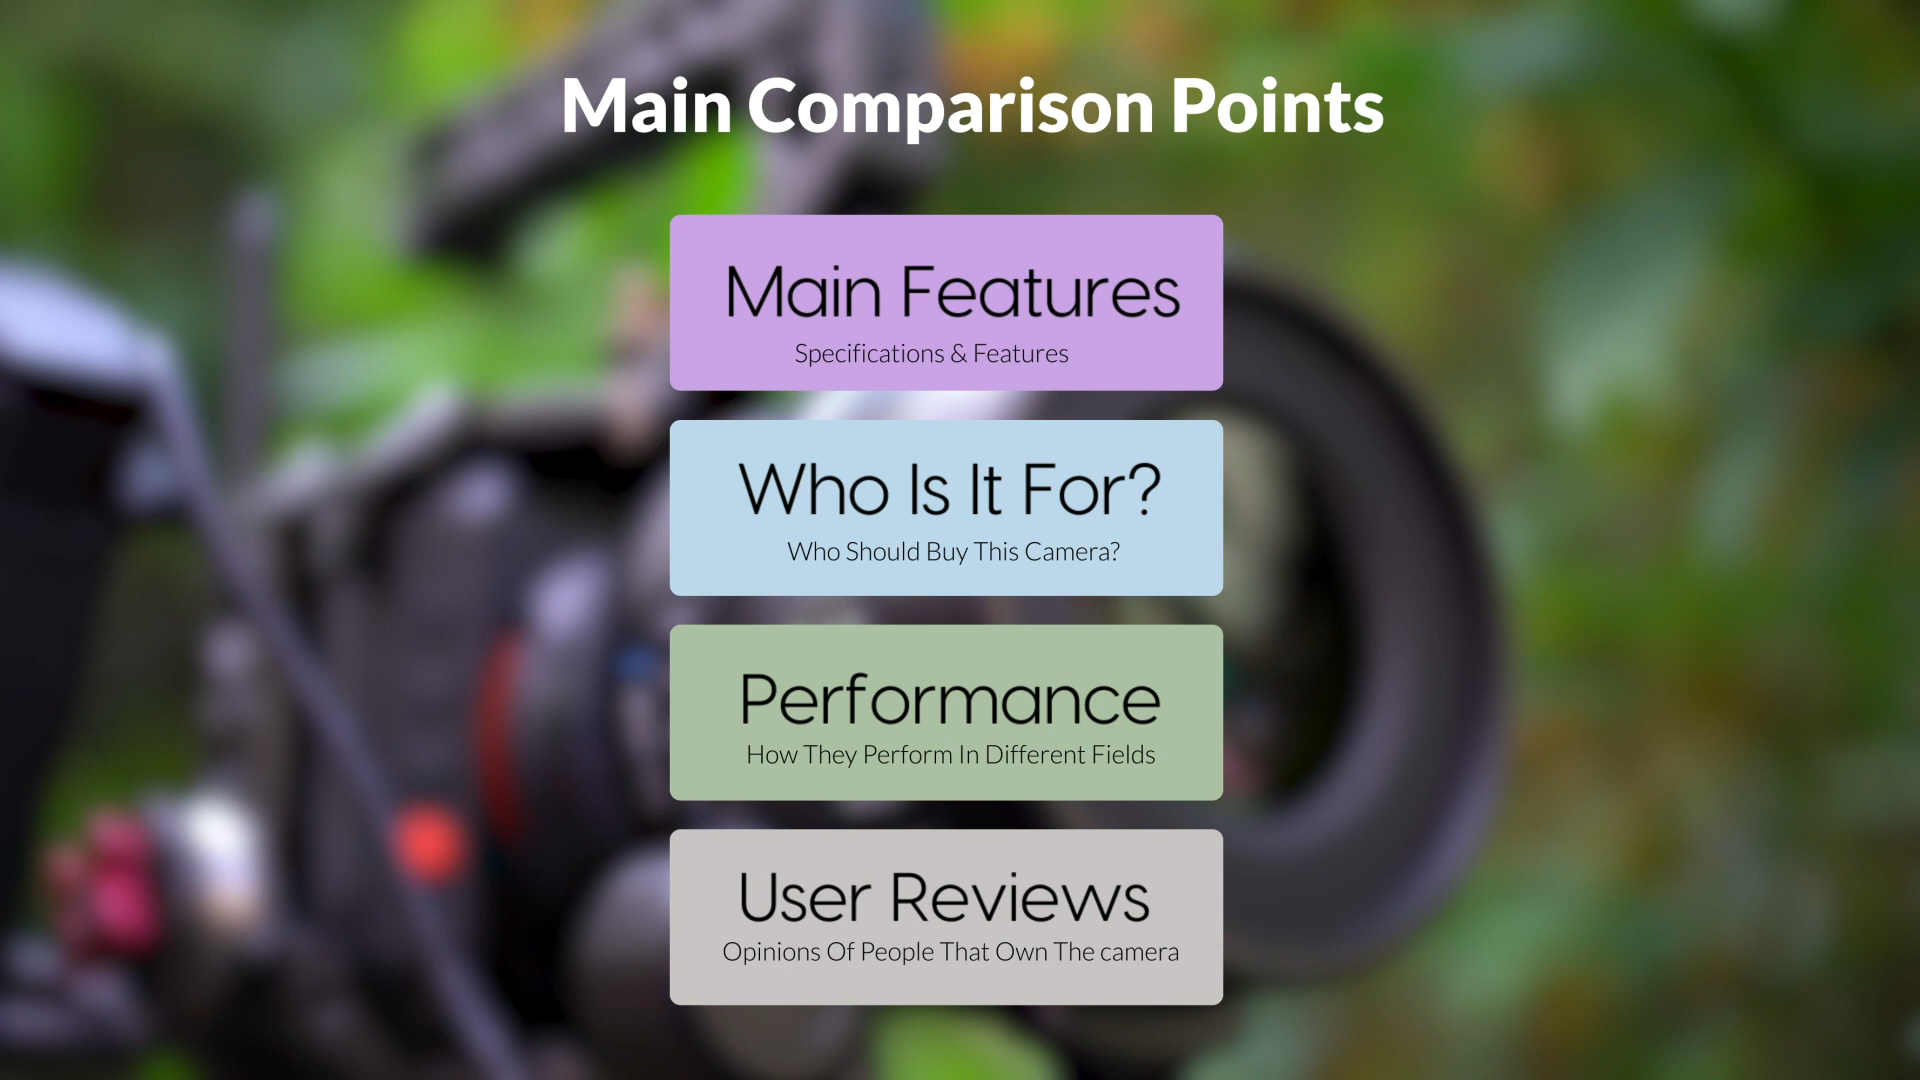 Main Comparison Points
Main Features
Specifications & Features
Who Is It For?
Who Should Buy This Camera?
Performance
How They Perform In Different Fields
User Reviews
Opinions Of People That Own The camera